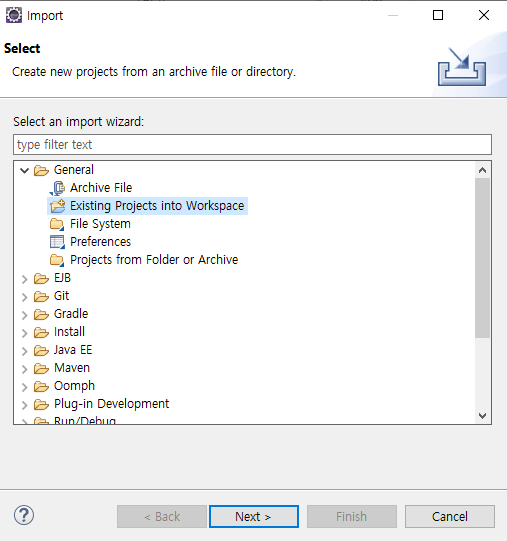 Import
Select
Create new projects from an archive file or directory.
Select an import wizard:
type filter text
General
Archive File
Existing Projects into Workspace
File System
Preferences
Projects from Folder or Archive
EJB
Git
Gradle
Install
Java EE
Maven
Oomph
Plug-in Development
Run/Debug
?
< Back
Next >
Finish
Cancel